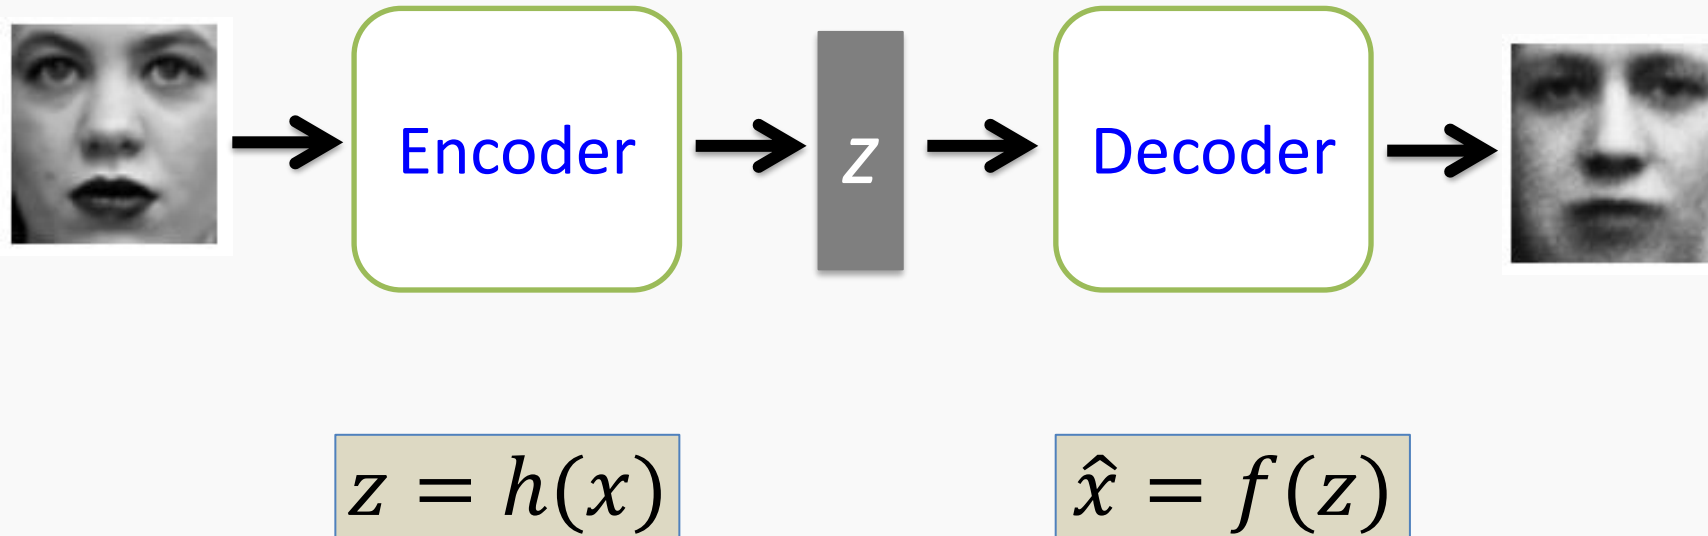 Encoder
z
Decoder
z = h(x)
x̂ = f(z)